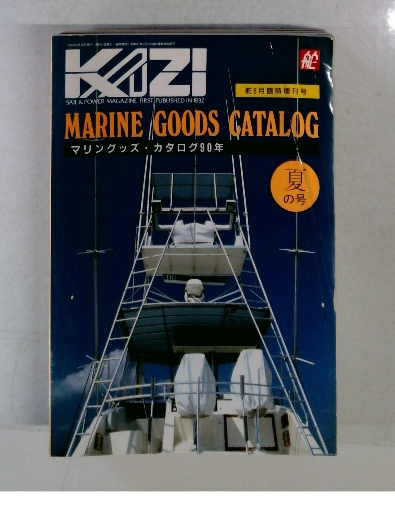 KAZI
舵
SAIL & POWER MAGAZINE FIRST PUBLISHED IN 1932
舵8月臨時増刊号
MARINE GOODS CATALOG
マリングッズ・カタログ90年
夏
の号